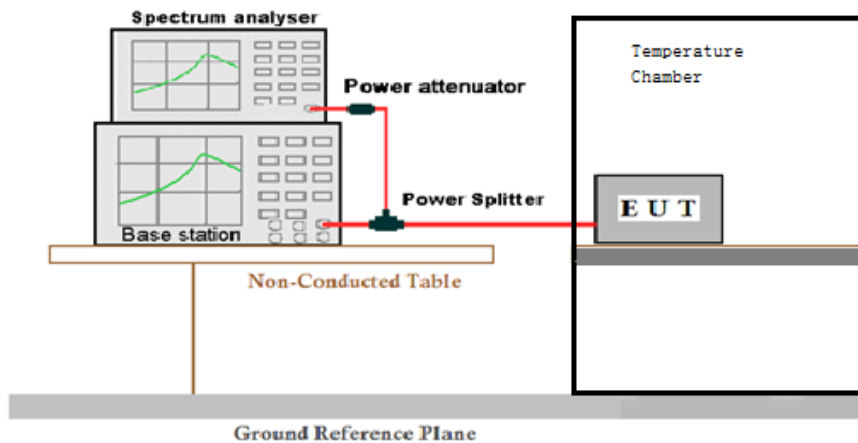 Spectrum analyser
Temperature
Chamber
Power attenuator
Power Splitter
E U T
Base station
Non-Conducted Table
Ground Reference Plane